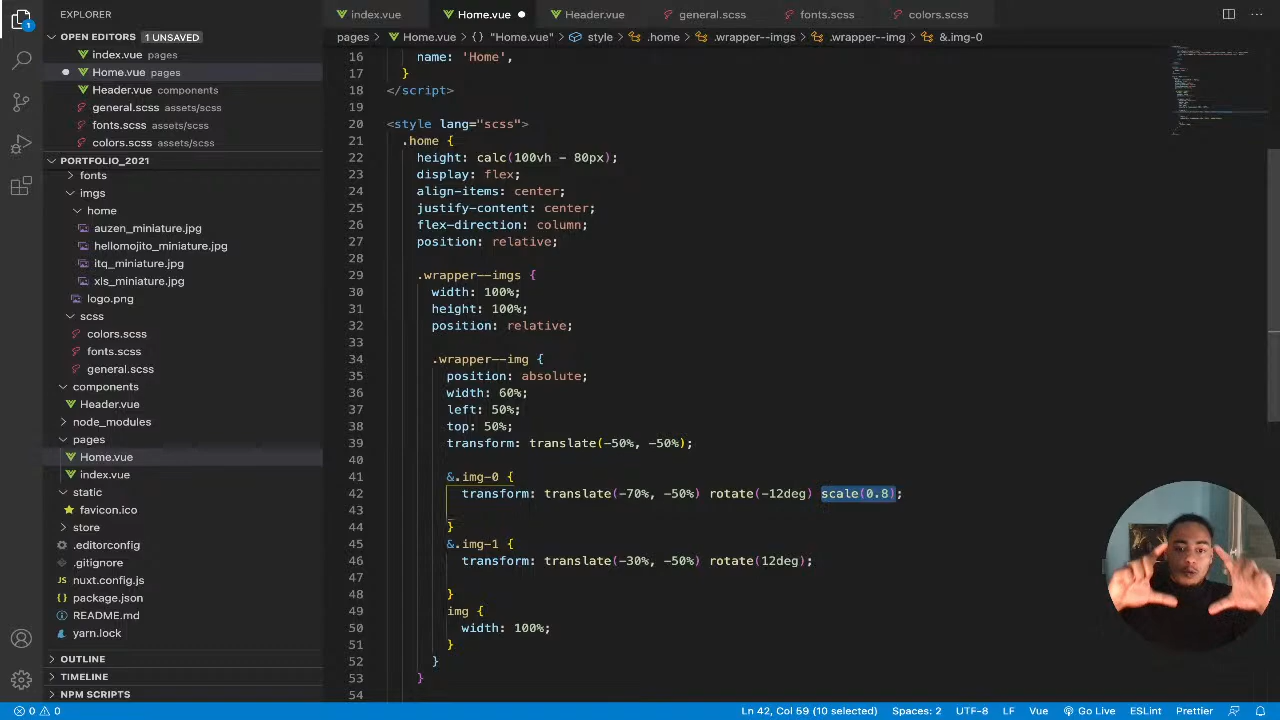 EXPLORER
index.vue
Home.vue
Header.vue
general.scss
fonts.scss
colors.scss
OPEN EDITORS 1 UNSAVED
pages > Home.vue > {} "Home.vue" > style > .home > .wrapper--imgs > .wrapper--img > &.img-0
index.vue pages
Home.vue pages
Header.vue components
general.scss assets/scss
fonts.scss assets/scss
colors.scss assets/scss
PORTFOLIO_2021
fonts
imgs
home
auzen_miniature.jpg
hellomojito_miniature.jpg
itq_miniature.jpg
xls_miniature.jpg
logo.png
scss
colors.scss
fonts.scss
general.scss
components
Header.vue
node_modules
pages
Home.vue
index.vue
static
favicon.ico
store
.editorconfig
.gitignore
nuxt.config.js
package.json
README.md
yarn.lock
OUTLINE
TIMELINE
NPM SCRIPTS
16 name: 'Home',
17 }
18 </script>
19
20 <style lang="scss">
21 .home {
22 height: calc(100vh - 80px);
23 display: flex;
24 align-items: center;
25 justify-content: center;
26 flex-direction: column;
27 position: relative;
28
29 .wrapper--imgs {
30 width: 100%;
31 height: 100%;
32 position: relative;
33
34 .wrapper--img {
35 position: absolute;
36 width: 60%;
37 left: 50%;
38 top: 50%;
39 transform: translate(-50%, -50%);
40
41 &.img-0 {
42 transform: translate(-70%, -50%) rotate(-12deg) scale(0.8);
43
44 }
45 &.img-1 {
46 transform: translate(-30%, -50%) rotate(12deg);
47
48 }
49 img {
50 width: 100%;
51 }
52 }
53 }
54
1
0 0
Ln 42, Col 59 (10 selected) Spaces: 2 UTF-8 LF Vue Go Live ESLint Prettier